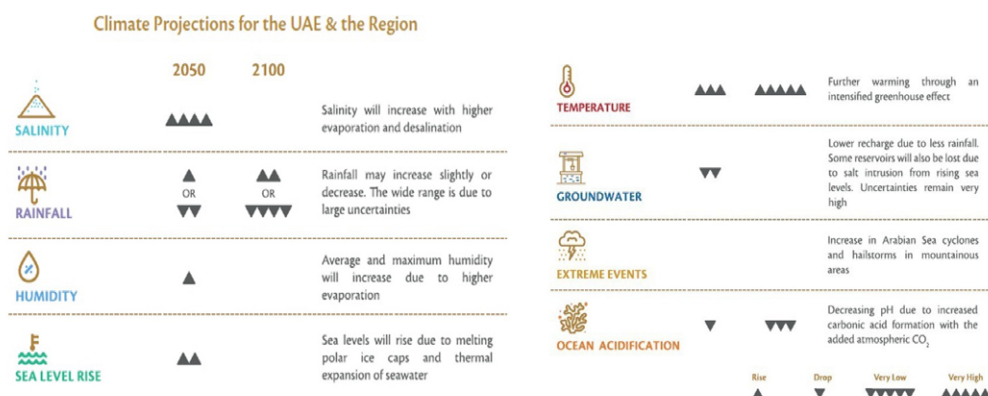 Climate Projections for the UAE & the Region
2050 2100
SALINITY
▲▲▲▲
Salinity will increase with higher
evaporation and desalination
RAINFALL
▲ ▲▲
OR OR
▼▼ ▼▼▼▼
Rainfall may increase slightly or
decrease. The wide range is due to
large uncertainties
HUMIDITY
▲
Average and maximum humidity
will increase due to higher
evaporation
SEA LEVEL RISE
▲▲
Sea levels will rise due to melting
polar ice caps and thermal
expansion of seawater
TEMPERATURE
▲▲▲ ▲▲▲▲▲
Further warming through an
intensified greenhouse effect
GROUNDWATER
▼▼
Lower recharge due to less rainfall.
Some reservoirs will also be lost due
to salt intrusion from rising sea
levels. Uncertainties remain very
high
EXTREME EVENTS
Increase in Arabian Sea cyclones
and hailstorms in mountainous
areas
OCEAN ACIDIFICATION
▼ ▼▼▼
Decreasing pH due to increased
carbonic acid formation with the
added atmospheric CO₂
Rise Drop Very Low Very High
▲ ▼ ▼▼▼▼▼ ▲▲▲▲▲